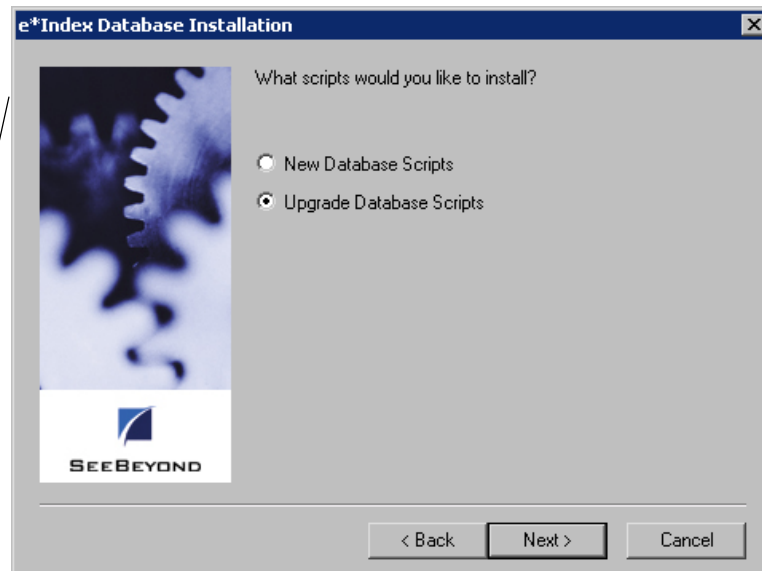 e*Index Database Installation
What scripts would you like to install?
New Database Scripts
Upgrade Database Scripts
SEEBEYOND
< Back
Next >
Cancel